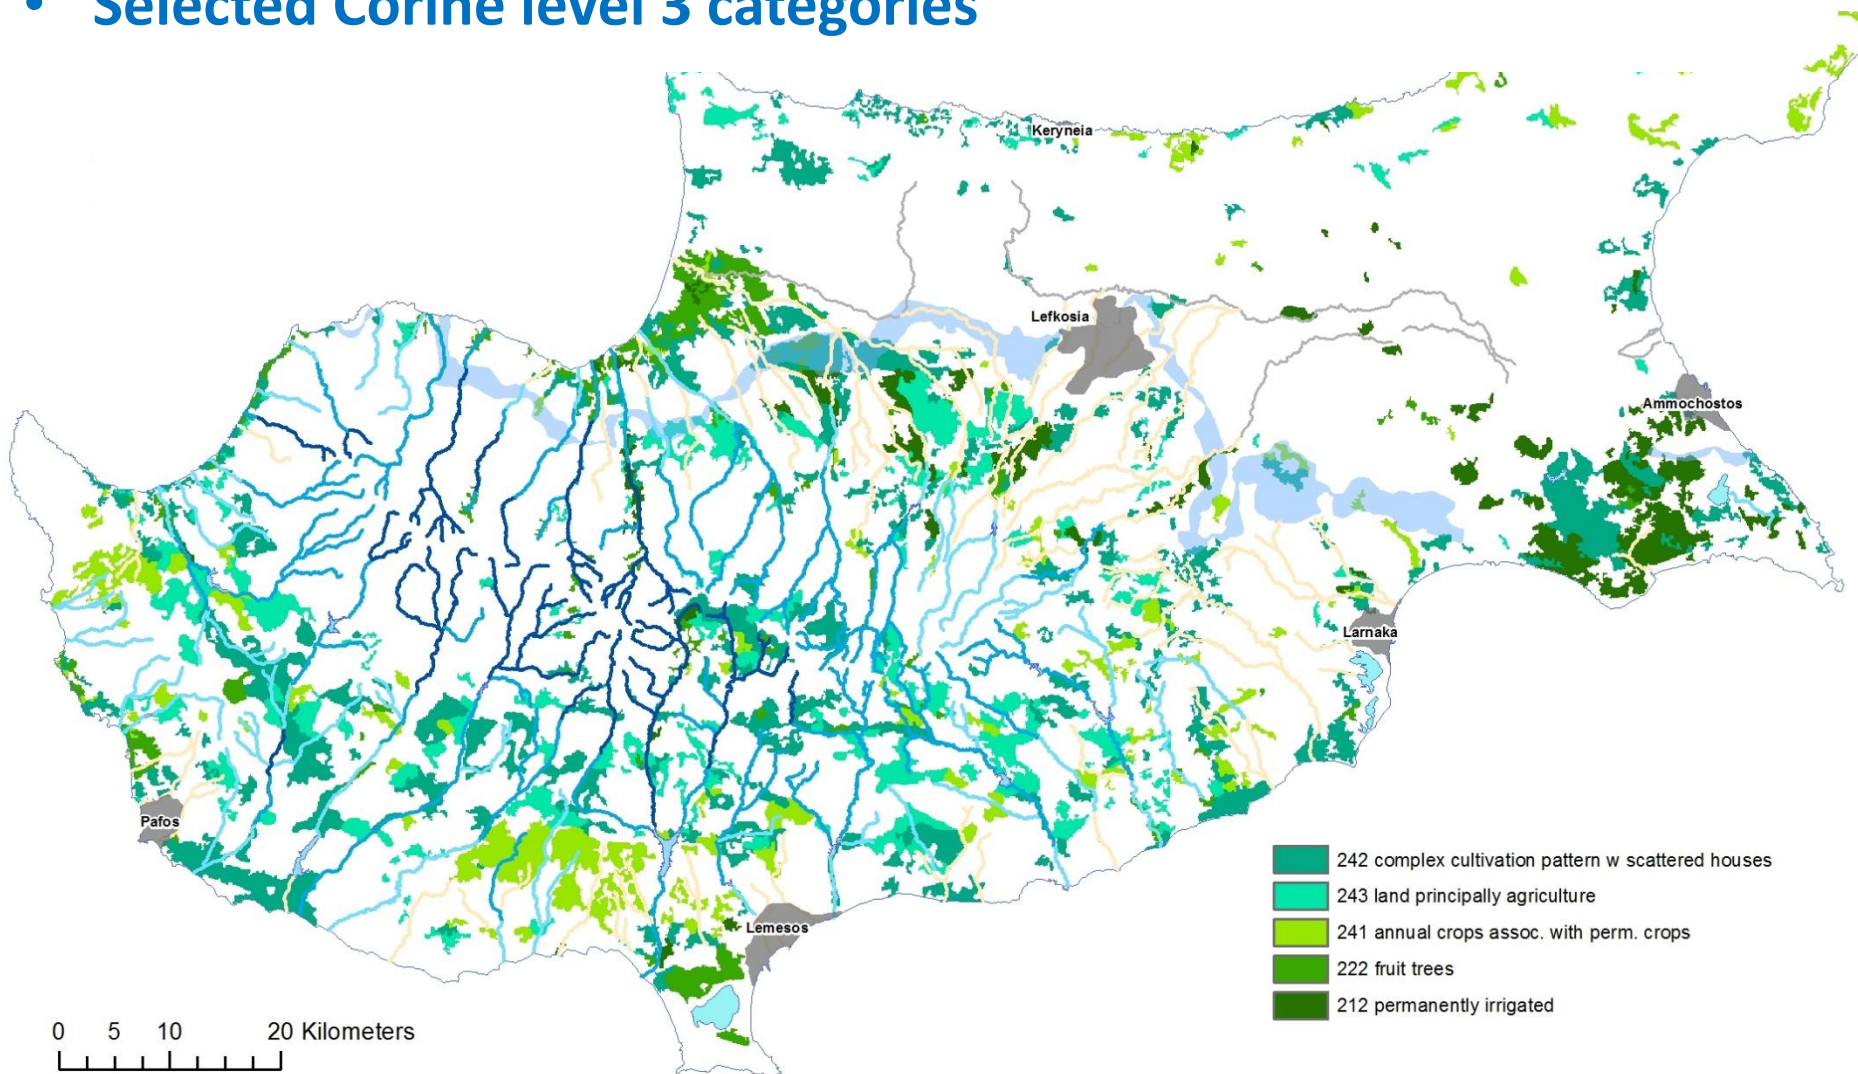 • Selected Corine level 3 categories
Keryneia
Lefkosia
Ammochostos
Larnaka
Pafos
Lemesos
242 complex cultivation pattern w scattered houses
243 land principally agriculture
241 annual crops assoc. with perm. crops
222 fruit trees
212 permanently irrigated
0 5 10 20 Kilometers